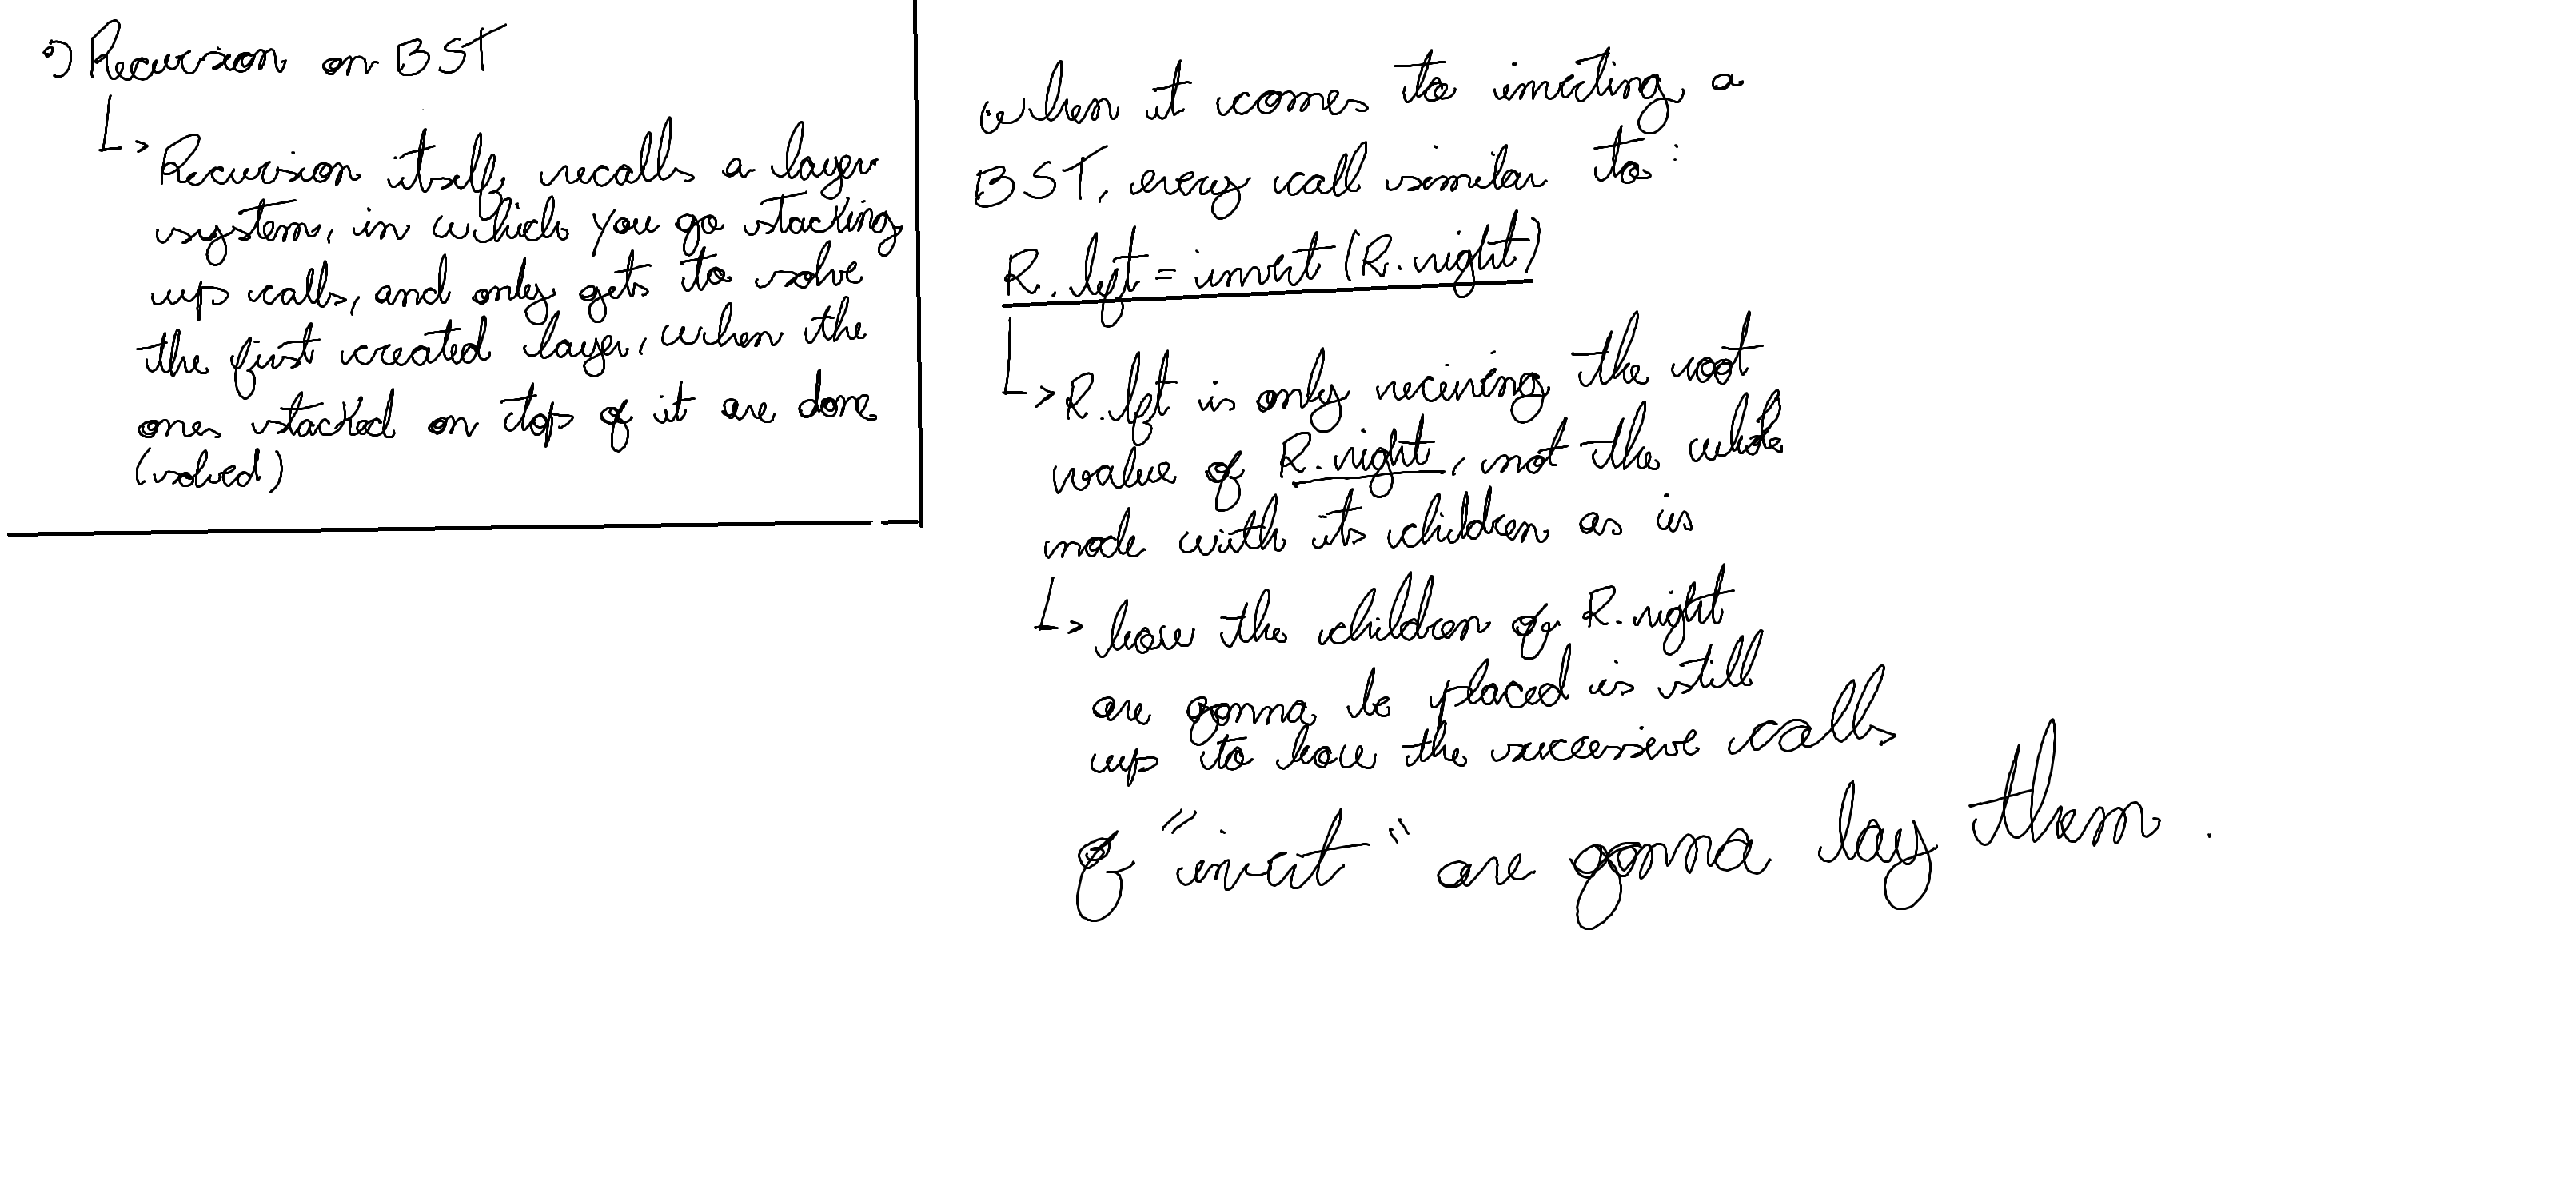 Recursion on BST
Recursion itself, recalls a layer
system, in which you go stacking
up calls, and only gets to solve
the first created layer, when the
ones stacked on top of it are done
(solved)
when it comes to inverting a
BST, every call similar to:
R.left = invert (R.right)
R.left is only receiving the root
value of R.right, not the whole
node with its children as is
how the children of R.right
are gonna be placed is still
up to how the successive calls
of "invert" are gonna lay them.